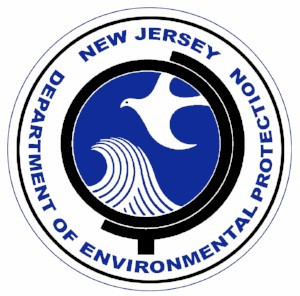 NEW JERSEY
DEPARTMENT OF ENVIRONMENTAL PROTECTION